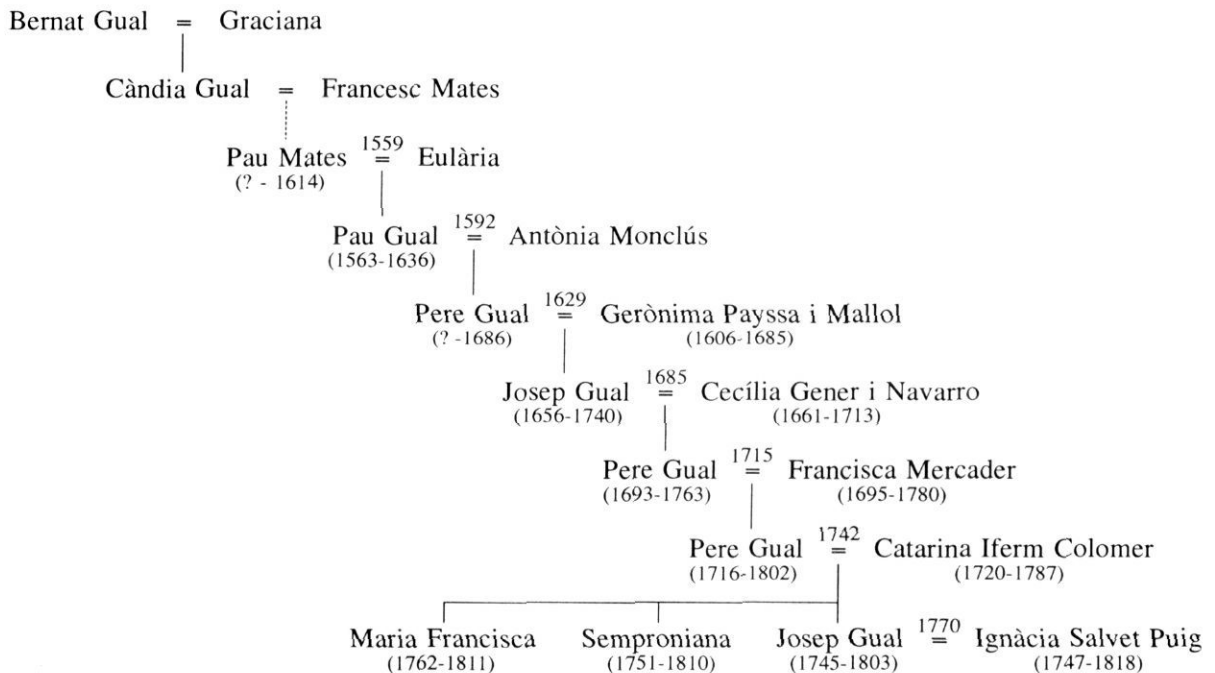 Bernat Gual = Graciana
Càndia Gual = Francesc Mates
1559
Pau Mates = Eulària
(? - 1614)
1592
Pau Gual = Antònia Monclús
(1563-1636)
1629
Pere Gual = Gerònima Payssa i Mallol
(? -1686) (1606-1685)
1685
Josep Gual = Cecília Gener i Navarro
(1656-1740) (1661-1713)
1715
Pere Gual = Francisca Mercader
(1693-1763) (1695-1780)
1742
Pere Gual = Catarina Iferm Colomer
(1716-1802) (1720-1787)
1770
Maria Francisca Semproniana Josep Gual = Ignàcia Salvet Puig
(1762-1811) (1751-1810) (1745-1803) (1747-1818)